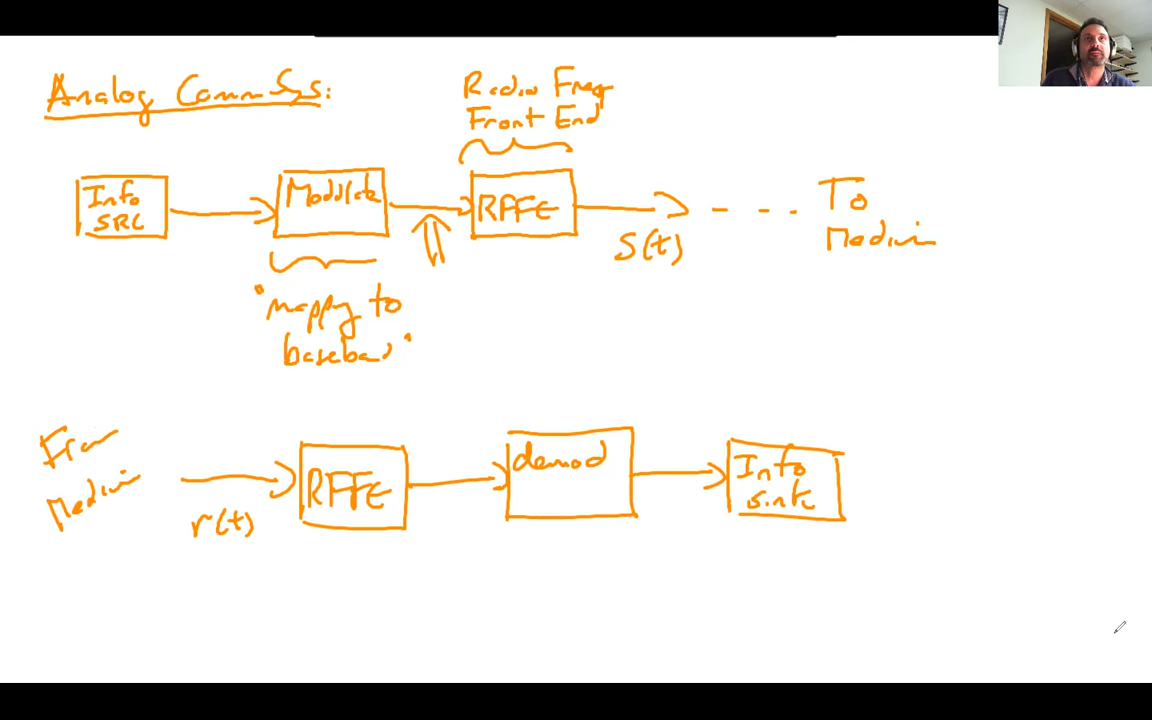 Analog Comm Sys:
Radio Freq
Front End
Info
SRC
Modulate
RFFE
S(t)
To
Medium
"mapping to
baseband"
From
Medium
r(t)
RFFE
demod
Info
sink